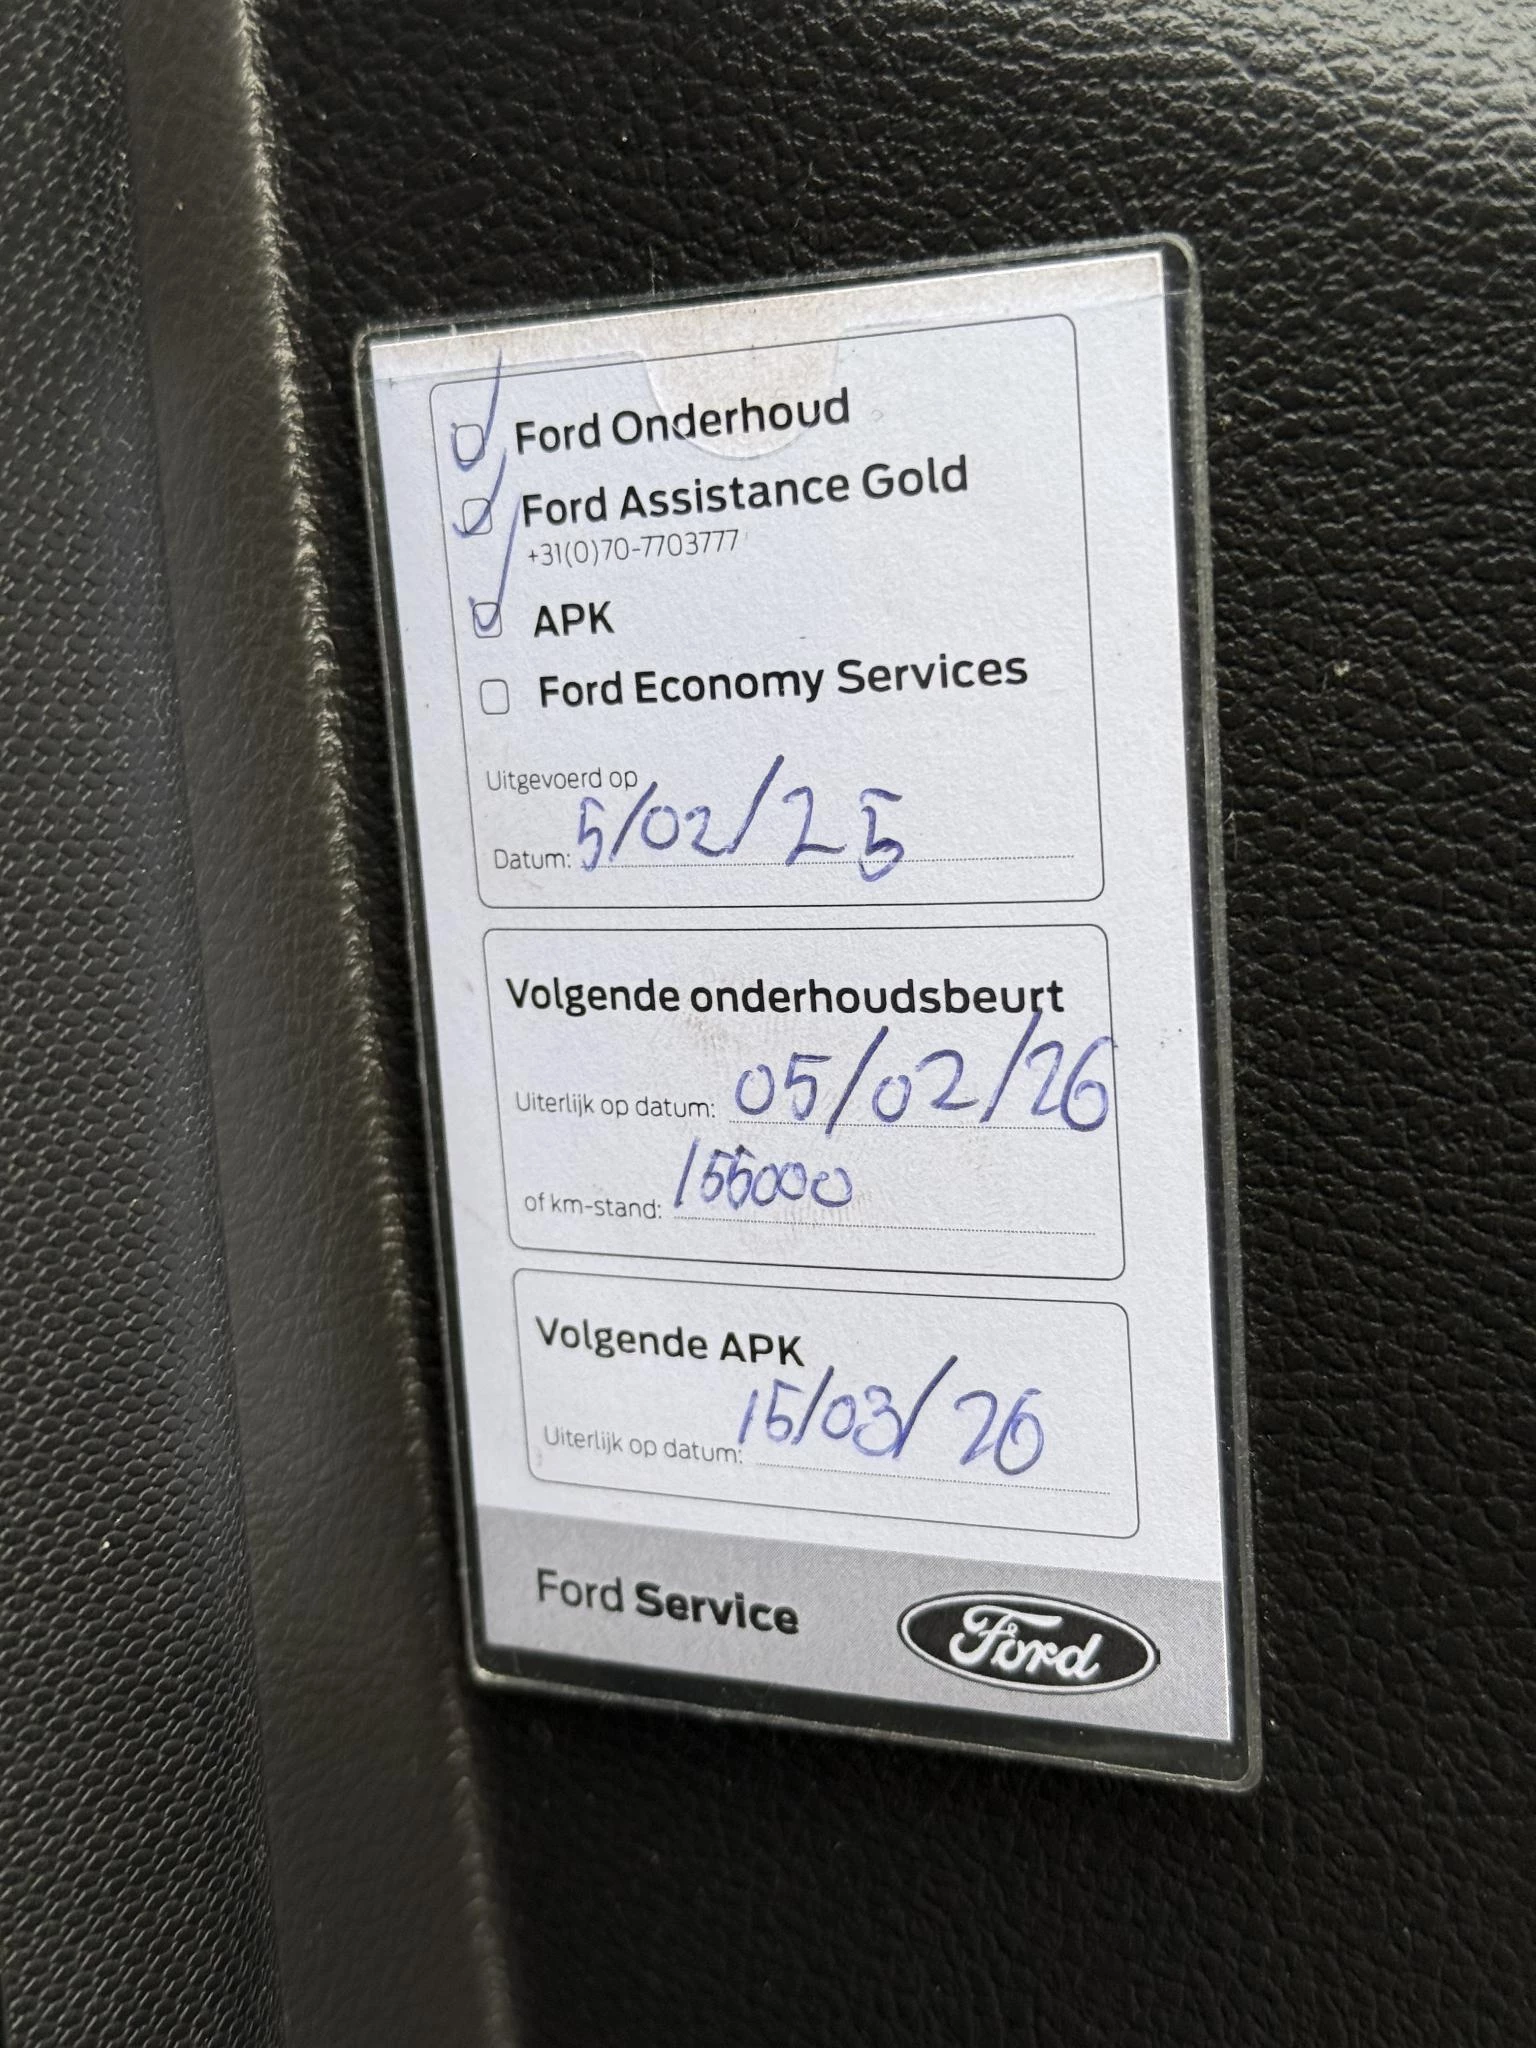 Ford Onderhoud
Ford Assistance Gold
+31(0)70-7703777
APK
Ford Economy Services
Uitgevoerd op
Datum: 5/02/25
Volgende onderhoudsbeurt
Uiterlijk op datum: 05/02/26
of km-stand: 155000
Volgende APK
Uiterlijk op datum: 15/03/26
Ford Service
Ford